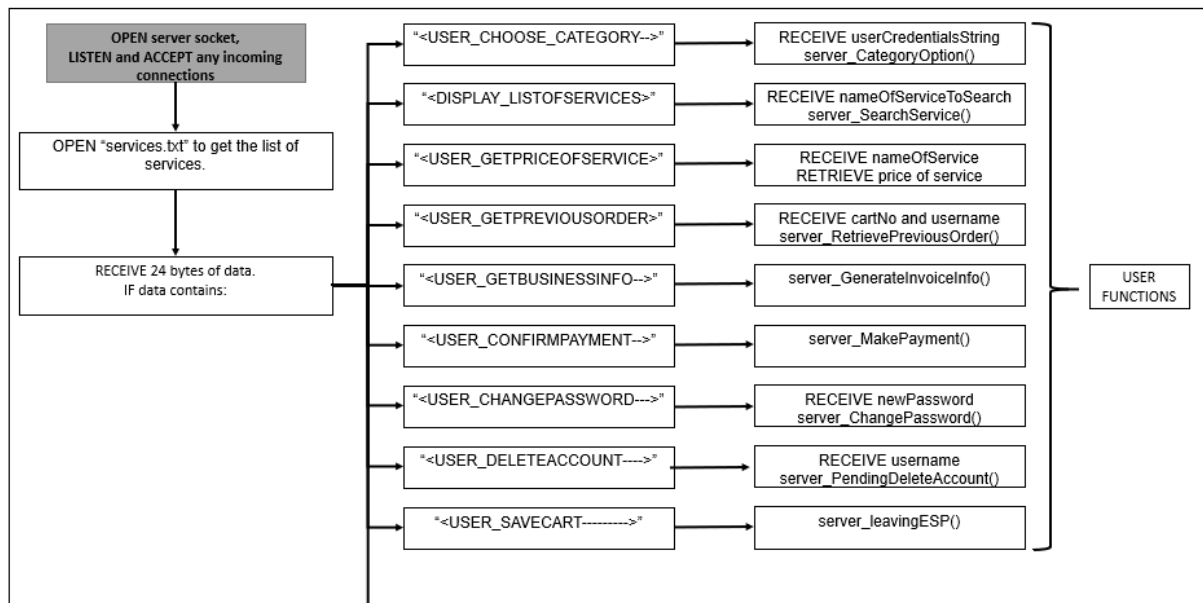 OPEN server socket,
LISTEN and ACCEPT any incoming
connections
OPEN “services.txt” to get the list of
services.
RECEIVE 24 bytes of data.
IF data contains:
“<USER_CHOOSE_CATEGORY-->”
RECEIVE userCredentialsString
server_CategoryOption()
“<DISPLAY_LISTOFSERVICES>”
RECEIVE nameOfServiceToSearch
server_SearchService()
“<USER_GETPRICEOFSERVICE>”
RECEIVE nameOfService
RETRIEVE price of service
“<USER_GETPREVIOUSORDER>”
RECEIVE cartNo and username
server_RetrievePreviousOrder()
“<USER_GETBUSINESSINFO-->”
server_GenerateInvoiceInfo()
“<USER_CONFIRMPAYMENT-->”
server_MakePayment()
“<USER_CHANGEPASSWORD--->”
RECEIVE newPassword
server_ChangePassword()
“<USER_DELETEACCOUNT---->”
RECEIVE username
server_PendingDeleteAccount()
“<USER_SAVECART--------->”
server_leavingESP()
USER
FUNCTIONS